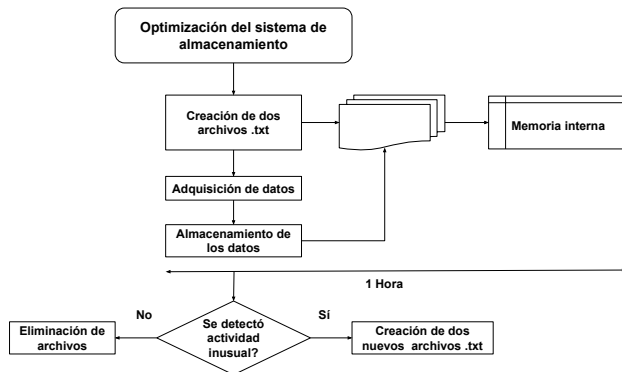 Optimización del sistema de
almacenamiento
Creación de dos
archivos .txt
Memoria interna
Adquisición de datos
Almacenamiento de
los datos
1 Hora
No
Se detectó
actividad
inusual?
Sí
Eliminación de
archivos
Creación de dos
nuevos archivos .txt